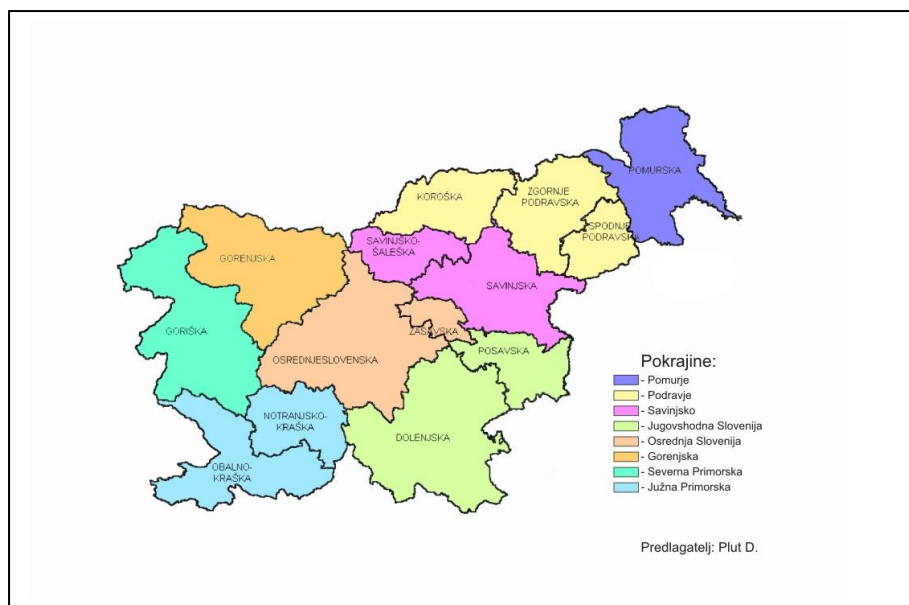 POMURSKA
KOROŠKA
ZGORNJE
PODRAVSKA
SPODNJE
PODRAVSKA
SAVINJSKO-
ŠALEŠKA
GORENJSKA
SAVINJSKA
GORIŠKA
ZASAVSKA
OSREDNJESLOVENSKA
POSAVSKA
NOTRANJSKO-
KRAŠKA
DOLENJSKA
OBALNO-
KRAŠKA
Pokrajine:
- Pomurje
- Podravje
- Savinjsko
- Jugovshodna Slovenija
- Osrednja Slovenija
- Gorenjska
- Severna Primorska
- Južna Primorska
Predlagatelj: Plut D.